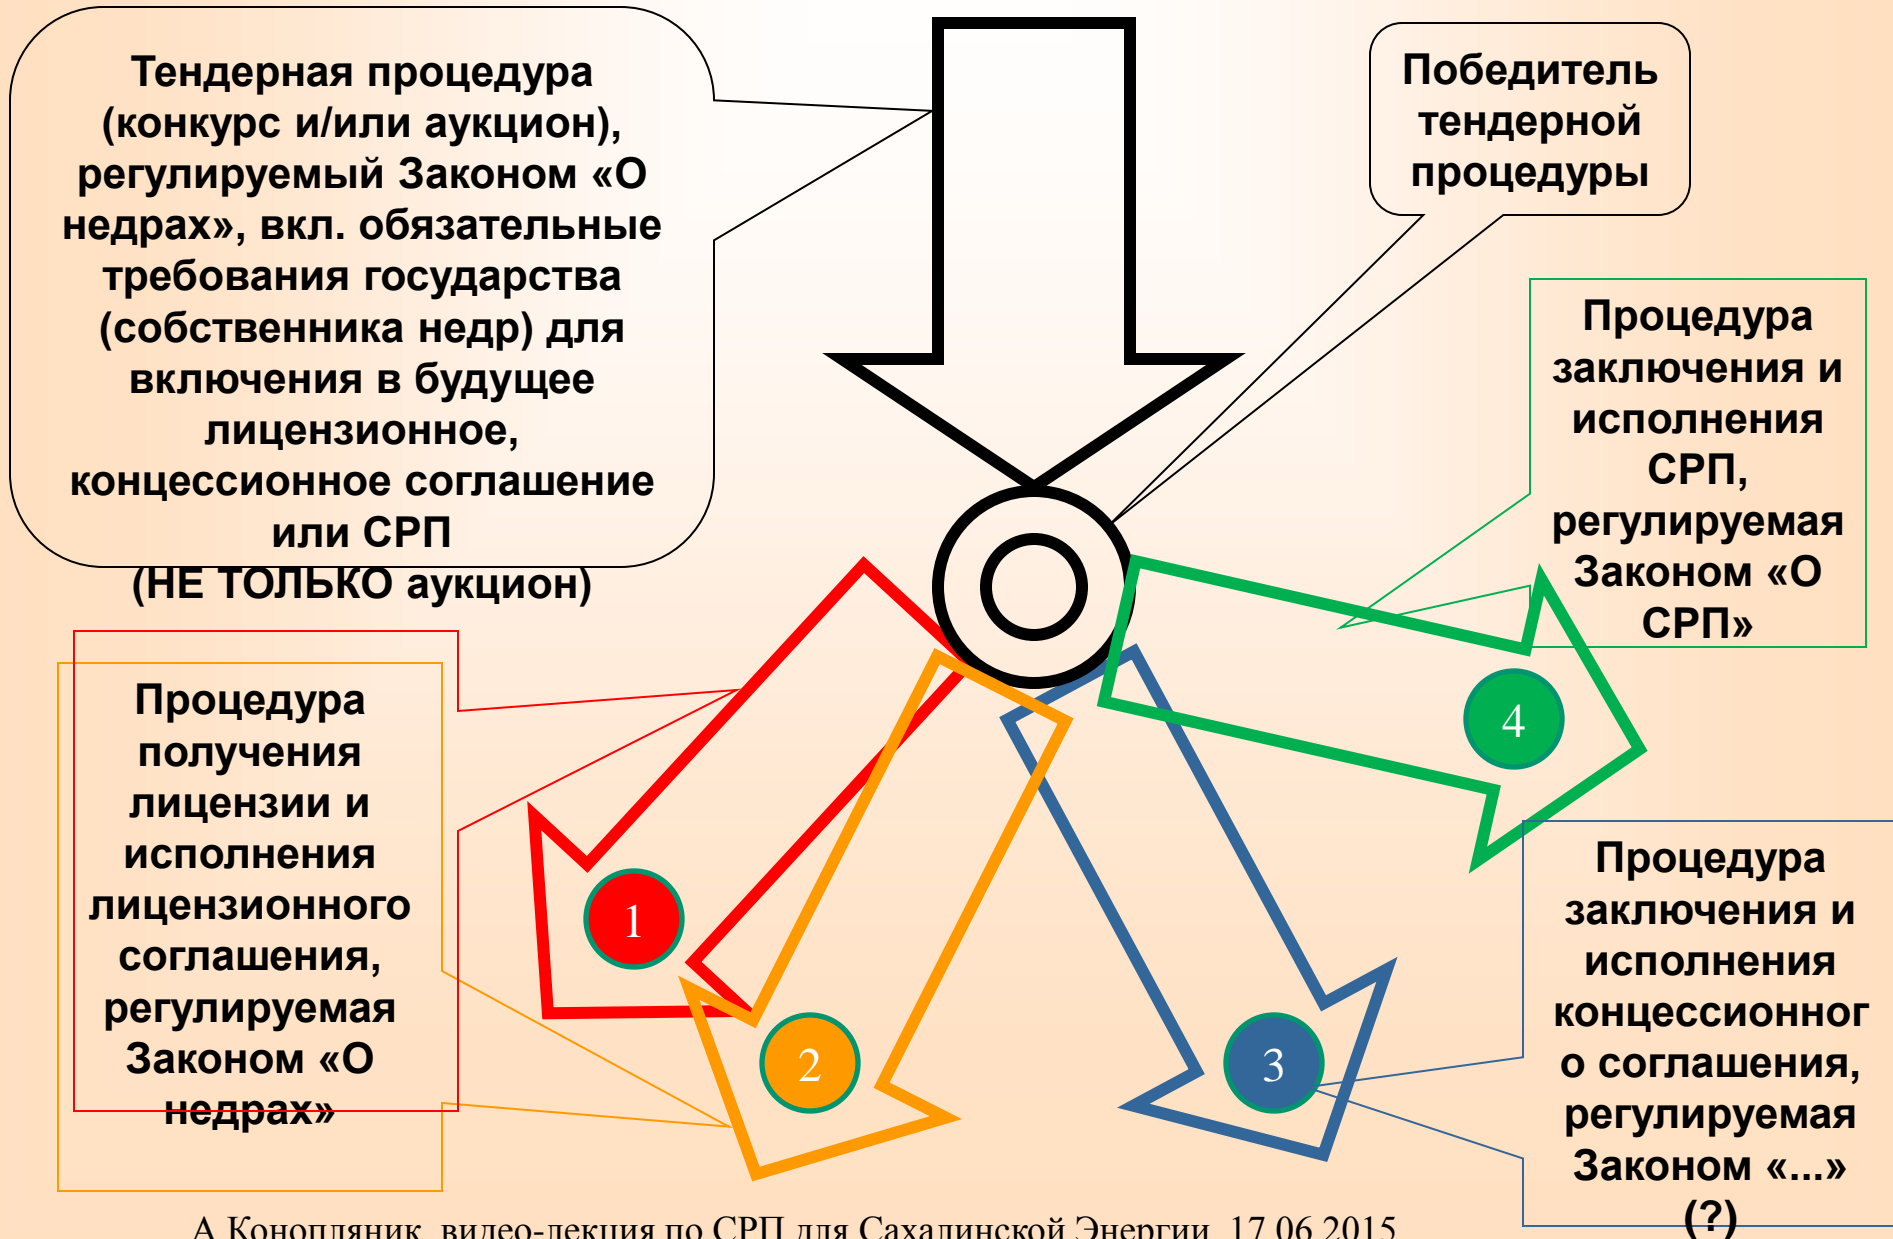 Тендерная процедура
(конкурс и/или аукцион),
регулируемый Законом «О
недрах», вкл. обязательные
требования государства
(собственника недр) для
включения в будущее
лицензионное,
концессионное соглашение
или СРП
(НЕ ТОЛЬКО аукцион)
Победитель
тендерной
процедуры
Процедура
заключения и
исполнения
СРП,
регулируемая
Законом «О
СРП»
4
Процедура
получения
лицензии и
исполнения
лицензионного
соглашения,
регулируемая
Законом «О
недрах»
1
2
3
Процедура
заключения и
исполнения
концессионног
о соглашения,
регулируемая
Законом «...»
(?)
А.Конопляник, видео-лекция по СРП для Сахалинской Энергии, 17.06.2015